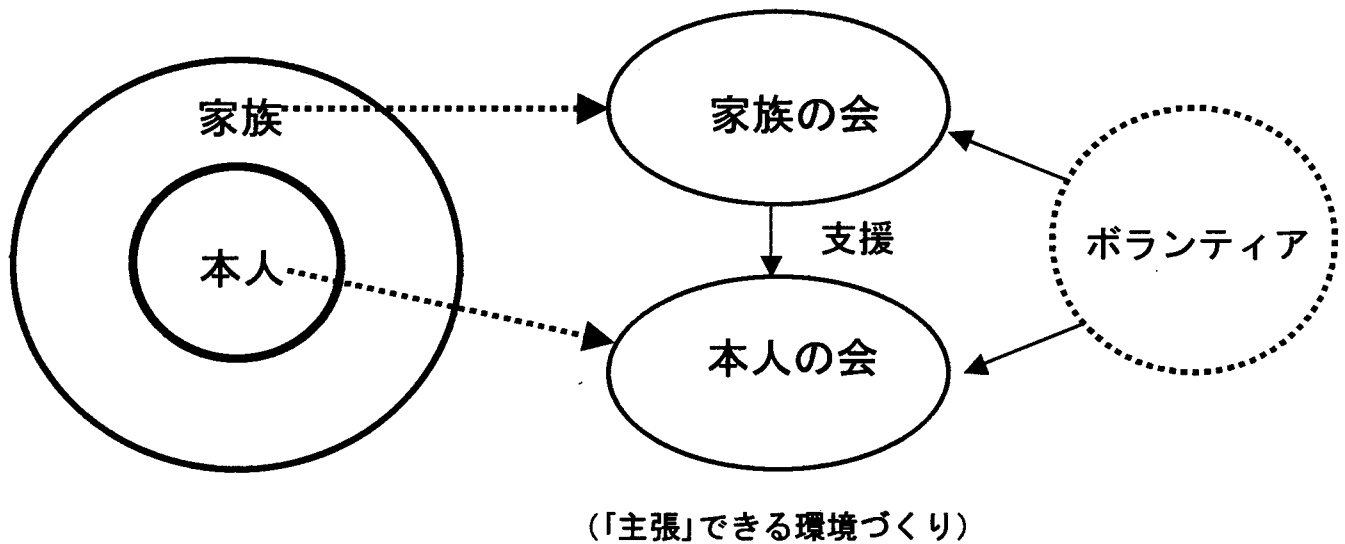 家族
本人
家族の会
支援
本人の会
ボランティア
(「主張」できる環境づくり)